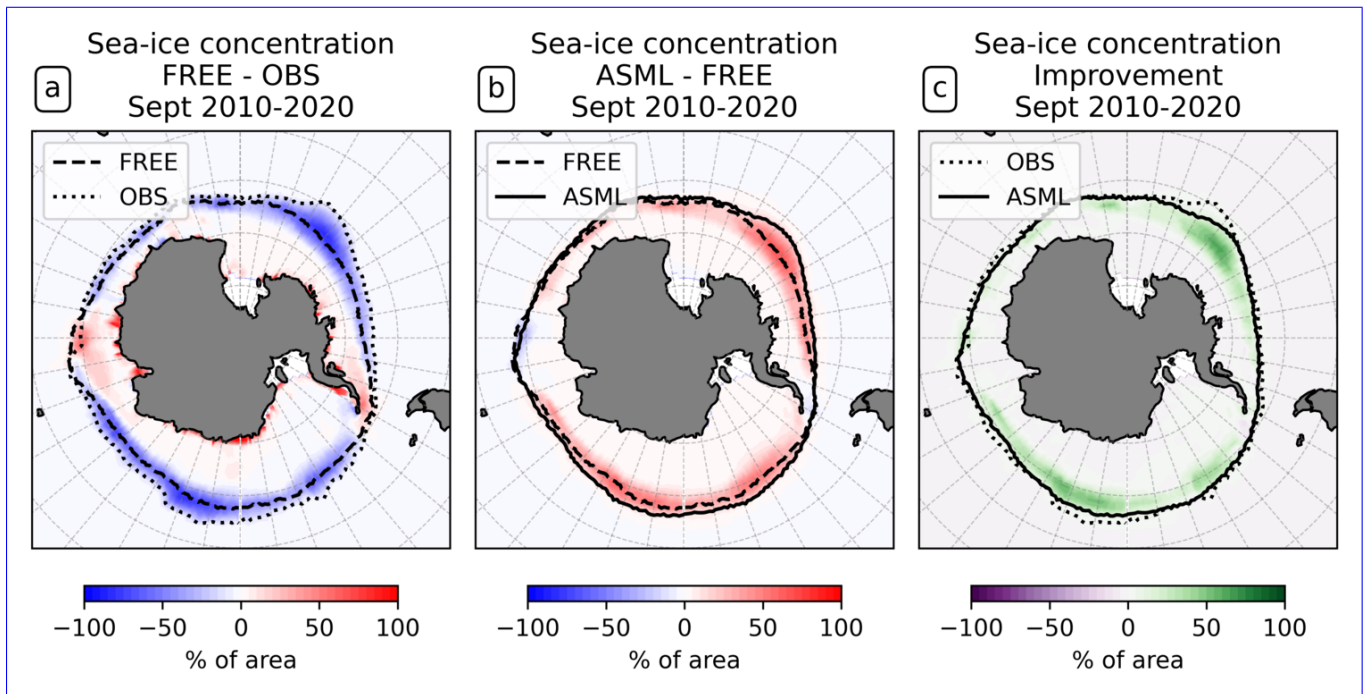 Sea-ice concentration
FREE - OBS
Sept 2010-2020
a
FREE
OBS
−100 −50 0 50 100
% of area
Sea-ice concentration
ASML - FREE
Sept 2010-2020
b
FREE
ASML
−100 −50 0 50 100
% of area
Sea-ice concentration
Improvement
Sept 2010-2020
c
OBS
ASML
−100 −50 0 50 100
% of area